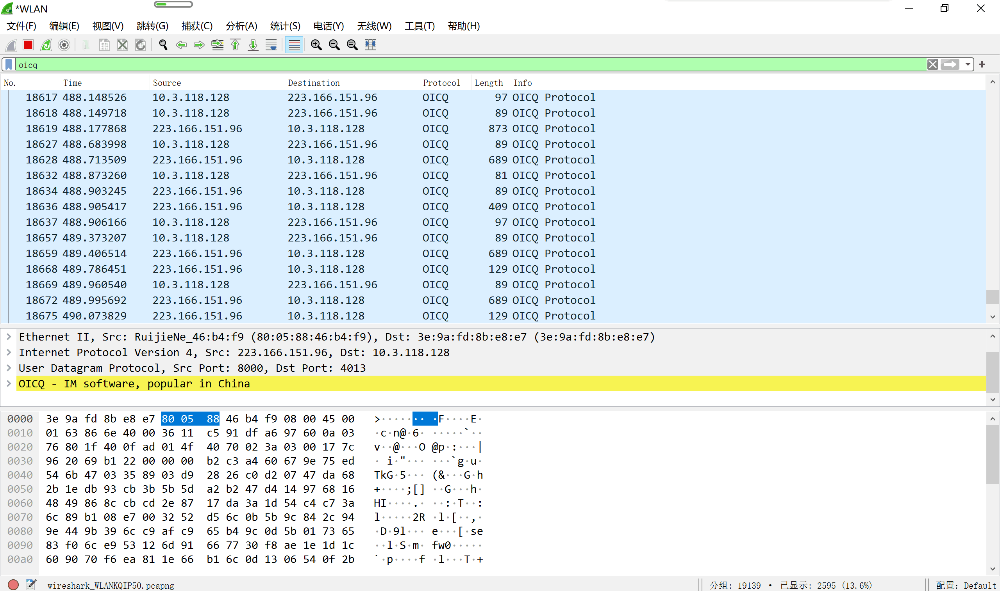 *WLAN
文件(F) 编辑(E) 视图(V) 跳转(G) 捕获(C) 分析(A) 统计(S) 电话(Y) 无线(W) 工具(T) 帮助(H)
oicq
No. Time Source Destination Protocol Length Info
18617 488.148526 10.3.118.128 223.166.151.96 OICQ 97 OICQ Protocol
18618 488.149718 10.3.118.128 223.166.151.96 OICQ 89 OICQ Protocol
18619 488.177868 223.166.151.96 10.3.118.128 OICQ 873 OICQ Protocol
18627 488.683998 10.3.118.128 223.166.151.96 OICQ 89 OICQ Protocol
18628 488.713509 223.166.151.96 10.3.118.128 OICQ 689 OICQ Protocol
18632 488.873260 10.3.118.128 223.166.151.96 OICQ 81 OICQ Protocol
18634 488.903245 223.166.151.96 10.3.118.128 OICQ 89 OICQ Protocol
18636 488.905417 223.166.151.96 10.3.118.128 OICQ 409 OICQ Protocol
18637 488.906166 10.3.118.128 223.166.151.96 OICQ 97 OICQ Protocol
18657 489.373207 10.3.118.128 223.166.151.96 OICQ 89 OICQ Protocol
18659 489.406514 223.166.151.96 10.3.118.128 OICQ 689 OICQ Protocol
18668 489.786451 223.166.151.96 10.3.118.128 OICQ 129 OICQ Protocol
18669 489.960540 10.3.118.128 223.166.151.96 OICQ 89 OICQ Protocol
18672 489.995692 223.166.151.96 10.3.118.128 OICQ 689 OICQ Protocol
18675 490.073829 223.166.151.96 10.3.118.128 OICQ 129 OICQ Protocol
Ethernet II, Src: RuijieNe_46:b4:f9 (80:05:88:46:b4:f9), Dst: 3e:9a:fd:8b:e8:e7 (3e:9a:fd:8b:e8:e7)
Internet Protocol Version 4, Src: 223.166.151.96, Dst: 10.3.118.128
User Datagram Protocol, Src Port: 8000, Dst Port: 4013
OICQ - IM software, popular in China
0000 3e 9a fd 8b e8 e7 80 05 88 46 b4 f9 08 00 45 00 >······· ·F····E·
0010 01 63 86 6e 40 00 36 11 c5 91 df a6 97 60 0a 03 ·c·n@·6· ·····`··
0020 76 80 1f 40 0f ad 01 4f 40 70 02 3a 03 00 17 7c v··@···O @p·:···|
0030 96 20 69 b1 22 00 00 00 b2 c3 a4 60 67 9e 75 ed · i·"··· ···`g·u·
0040 54 6b 47 03 35 89 03 d9 28 26 c0 d2 07 47 da 68 TkG·5··· (&···G·h
0050 2b 1e db 93 cb 3b 5b 5d a2 b2 47 d4 14 97 68 16 +····;[] ··G···h·
0060 48 49 86 8c cb cd 2e 87 17 da 3a 1d 54 c4 c7 3a HI····.· ··:·T··:
0070 6c 89 b1 08 e7 00 32 52 d5 6c 0b 5b 9c 84 2c 94 l·····2R ·l·[··,·
0080 9e 44 9b 39 6c c9 af c9 65 b4 9c 0d 5b 01 73 65 ·D·9l··· e···[·se
0090 83 f0 6c e9 53 12 6d 91 66 77 30 f8 ae 1e 1d 1c ··l·S·m· fw0·····
00a0 60 90 70 f6 ea 81 1e 66 b1 6c 0d 13 06 54 0f 2b `·p····f ·l···T·+
wireshark_WLANKQIP50.pcapng 分组: 19139 · 已显示: 2595 (13.6%) 配置: Default